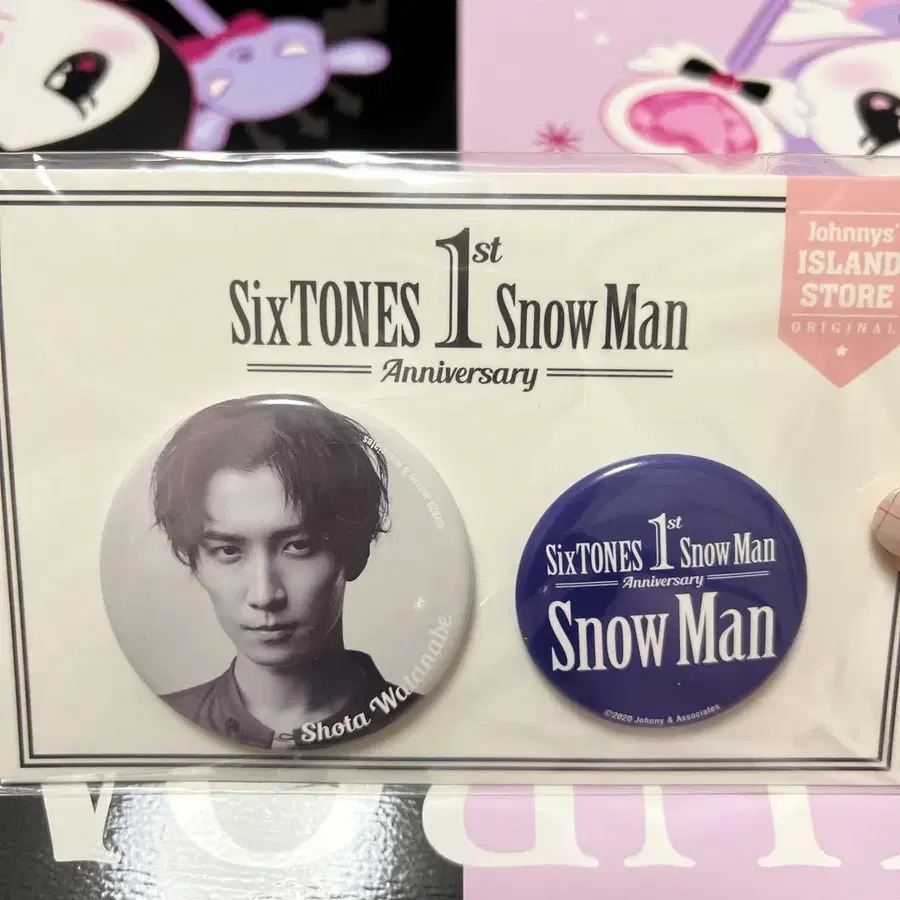 Johnnys'
ISLAND
STORE
ORIGINAL
SixTONES 1st Snow Man
Anniversary
Shota Watanabe
SixTONES 1st Snow Man
Anniversary
Snow Man
©2020 Johnny & Associates